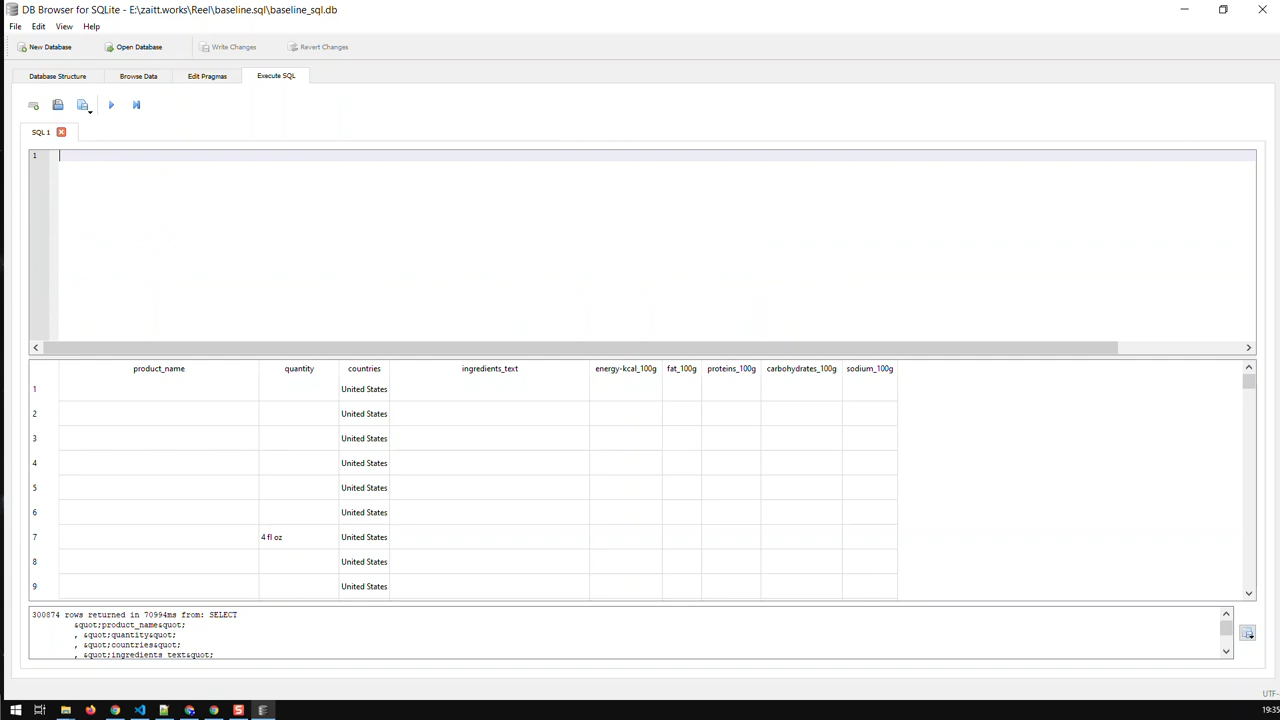 DB Browser for SQLite - E:\zaitt.works\Reel\baseline.sql\baseline_sql.db
File Edit View Help
New Database Open Database Write Changes Revert Changes
Database Structure Browse Data Edit Pragmas Execute SQL
SQL 1
1
product_name quantity countries ingredients_text energy-kcal_100g fat_100g proteins_100g carbohydrates_100g sodium_100g
1 United States
2 United States
3 United States
4 United States
5 United States
6 United States
7 4 fl oz United States
8 United States
9 United States
300874 rows returned in 70994ms from: SELECT
&quot;product_name&quot;
, &quot;quantity&quot;
, &quot;countries&quot;
, &quot;ingredients_text&quot;
UTF-
19:35